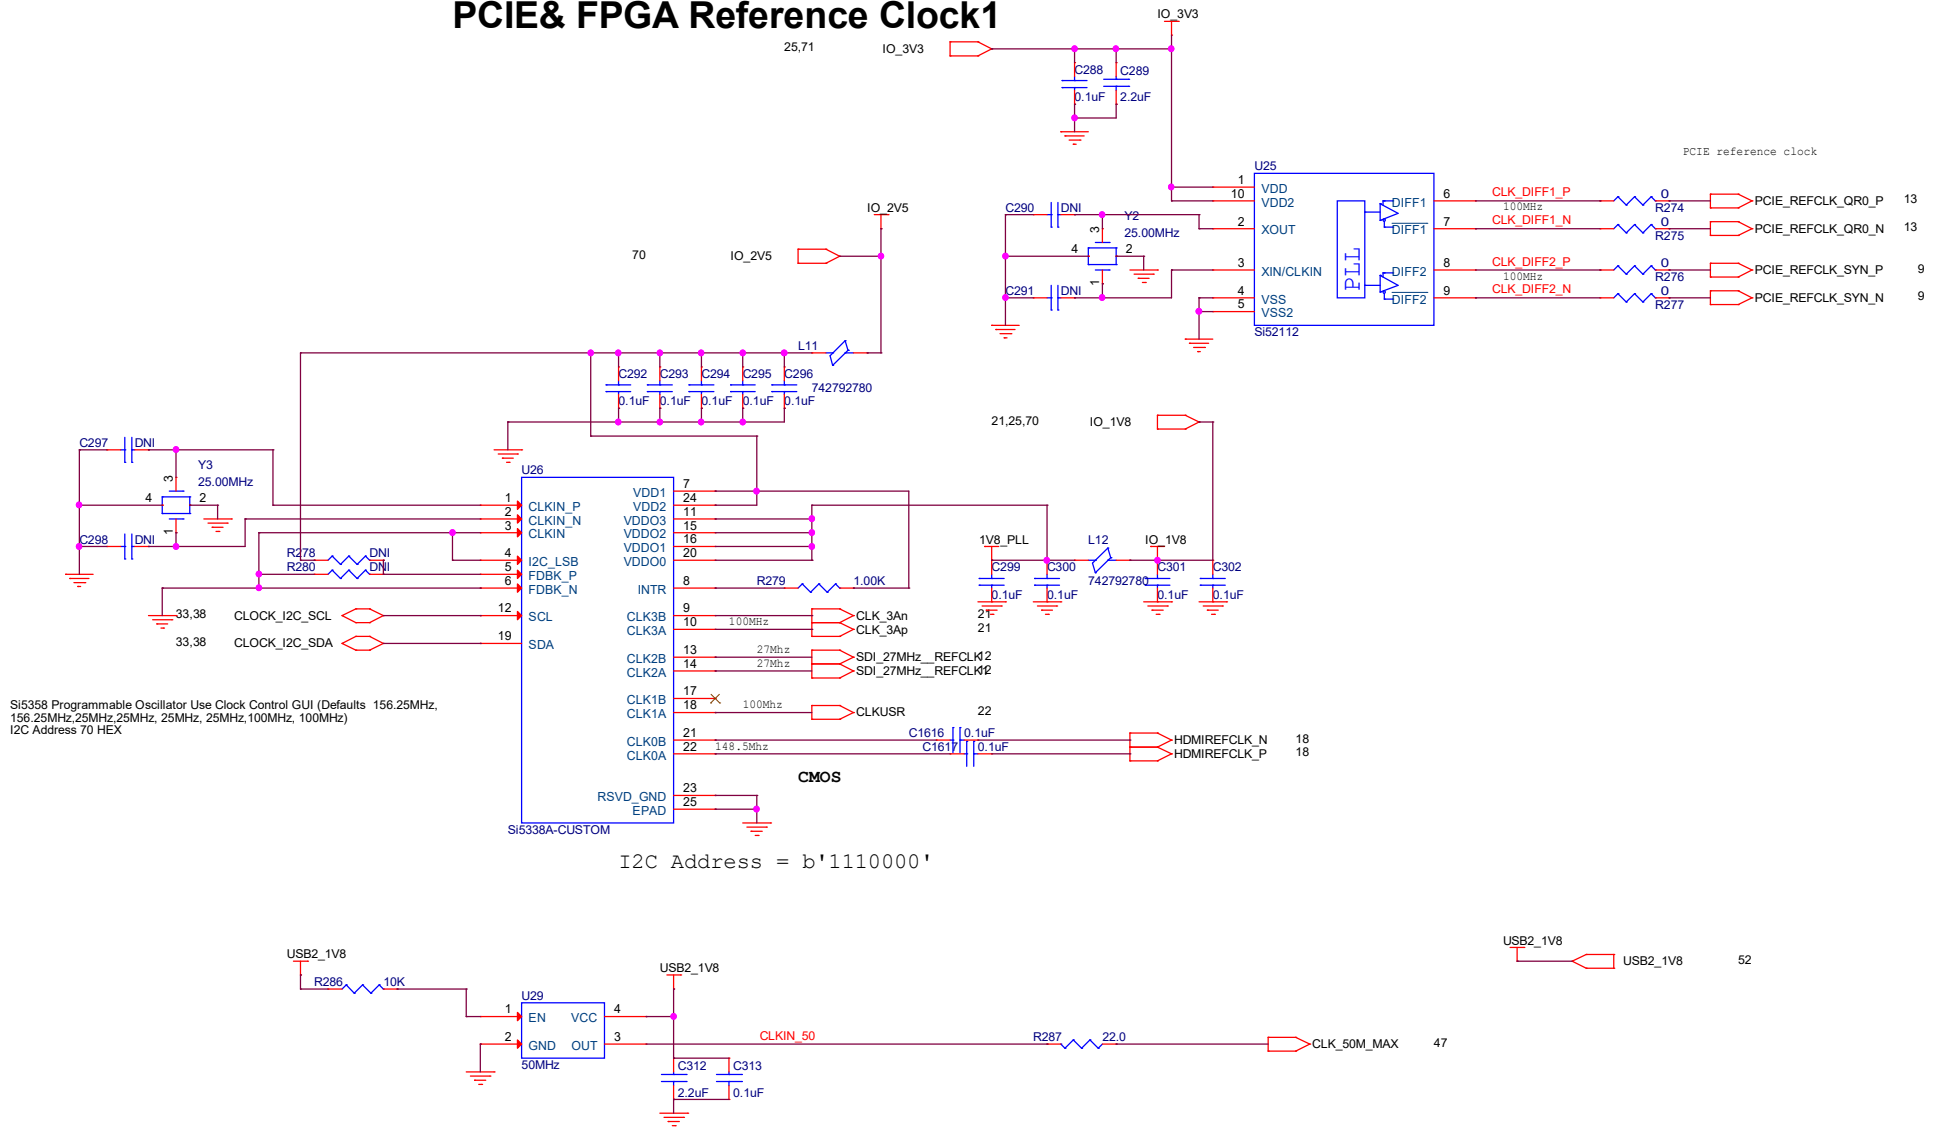 PCIE& FPGA Reference Clock1
IO_3V3
25,71 IO_3V3
C288 C289
0.1uF 2.2uF
PCIE reference clock
U25
1 VDD
10 VDD2
2 XOUT
3 XIN/CLKIN
4 VSS
5 VSS2
Si52112
PLL
DIFF1 6 CLK_DIFF1_P 0 R274 PCIE_REFCLK_QR0_P 13
100MHz
DIFF1 7 CLK_DIFF1_N 0 R275 PCIE_REFCLK_QR0_N 13
DIFF2 8 CLK_DIFF2_P 0 R276 PCIE_REFCLK_SYN_P 9
100MHz
DIFF2 9 CLK_DIFF2_N 0 R277 PCIE_REFCLK_SYN_N 9
C290 DNI
Y2
25.00MHz
3
4 2
1
C291 DNI
IO_2V5
70 IO_2V5
L11
742792780
C292 C293 C294 C295 C296
0.1uF 0.1uF 0.1uF 0.1uF 0.1uF
21,25,70 IO_1V8
C297 DNI
Y3
25.00MHz
3
4 2
1
C298 DNI
R278 DNI
R280 DNI
33,38 CLOCK_I2C_SCL
33,38 CLOCK_I2C_SDA
U26
1 CLKIN_P
2 CLKIN_N
3 CLKIN
4 I2C_LSB
5 FDBK_P
6 FDBK_N
12 SCL
19 SDA
VDD1 7
VDD2 24
VDDO3 11
VDDO2 15
VDDO1 16
VDDO0 20
INTR 8 R279 1.00K
CLK3B 9 CLK_3An 21
CLK3A 10 100MHz CLK_3Ap 21
CLK2B 13 27Mhz SDI_27MHz__REFCLK 12
CLK2A 14 27Mhz SDI_27MHz__REFCLK 12
CLK1B 17
CLK1A 18 100Mhz CLKUSR 22
CLK0B 21 C1616 0.1uF HDMIREFCLK_N 18
CLK0A 22 148.5Mhz C1617 0.1uF HDMIREFCLK_P 18
CMOS
RSVD_GND 23
EPAD 25
Si5338A-CUSTOM
1V8_PLL L12 IO_1V8
C299 C300 742792780 C301 C302
0.1uF 0.1uF 0.1uF 0.1uF
Si5358 Programmable Oscillator Use Clock Control GUI (Defaults 156.25MHz,
156.25MHz,25MHz,25MHz, 25MHz, 25MHz,100MHz, 100MHz)
I2C Address 70 HEX
I2C Address = b'1110000'
USB2_1V8
R286 10K
USB2_1V8
U29
1 EN VCC 4
2 GND OUT 3
50MHz
CLKIN_50 R287 22.0 CLK_50M_MAX 47
C312 C313
2.2uF 0.1uF
USB2_1V8
USB2_1V8 52